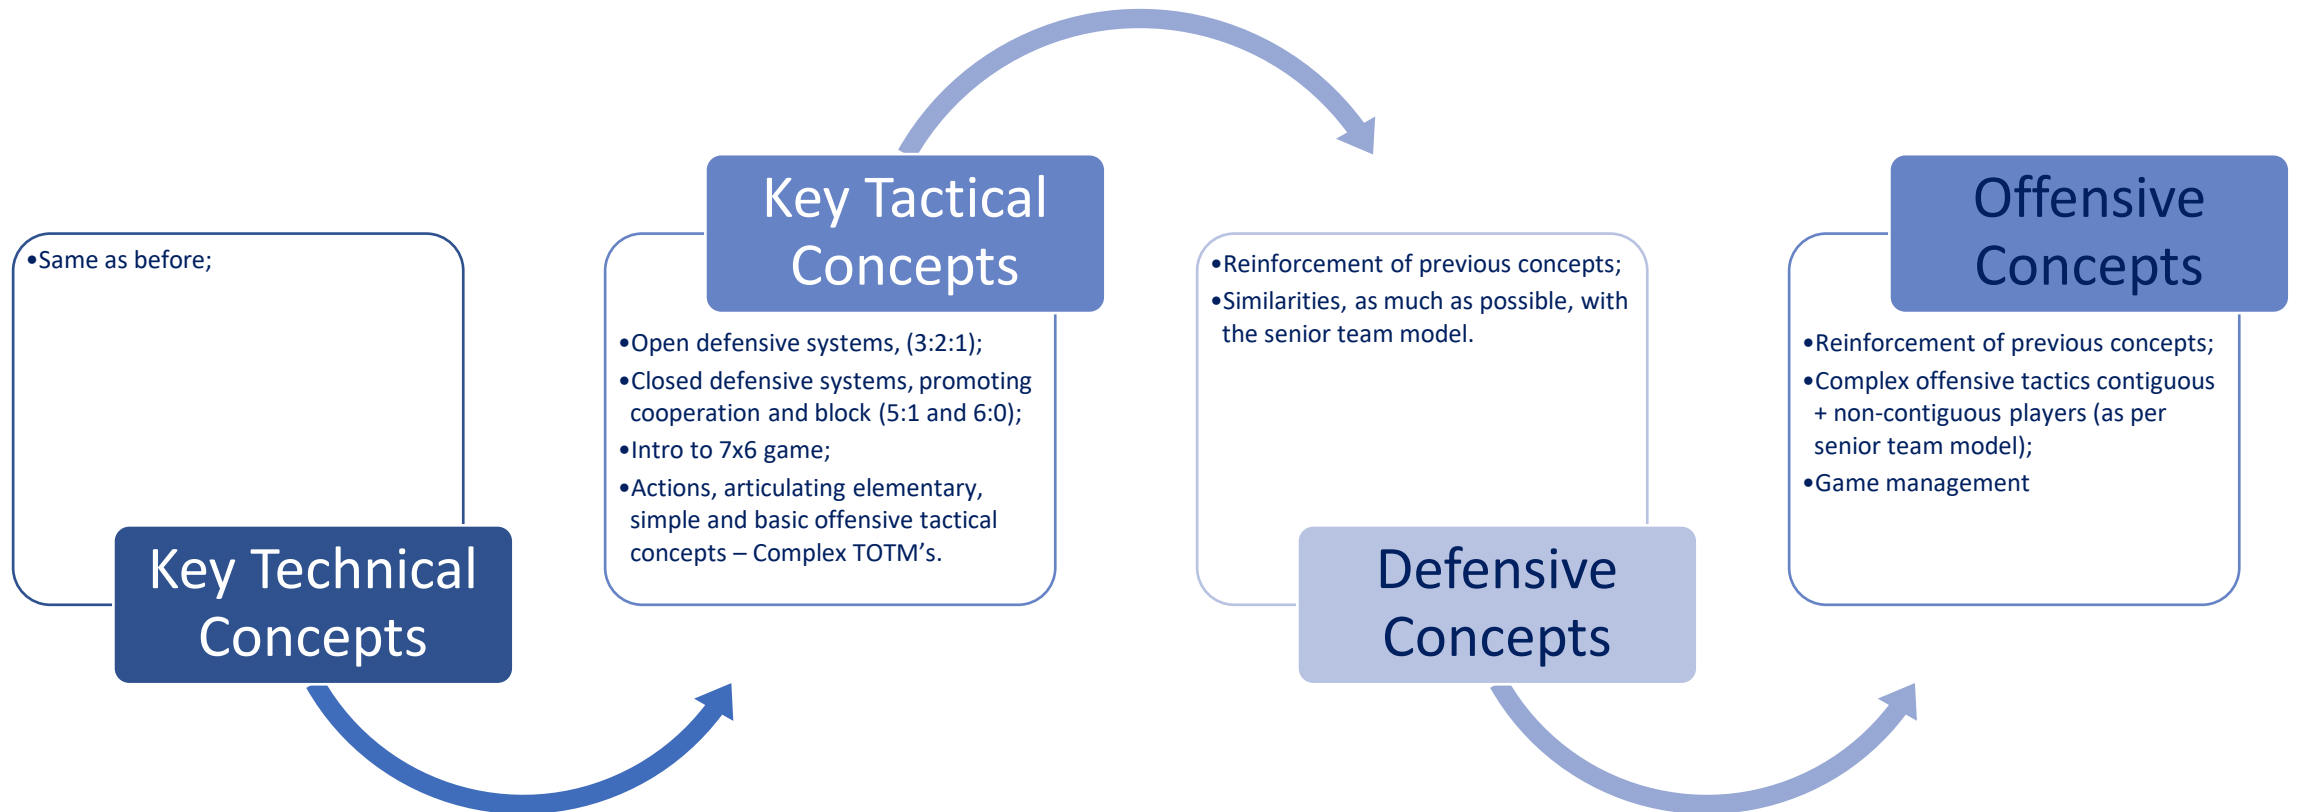 •Same as before;
Key Technical
Concepts
Key Tactical
Concepts
•Open defensive systems, (3:2:1);
•Closed defensive systems, promoting
cooperation and block (5:1 and 6:0);
•Intro to 7x6 game;
•Actions, articulating elementary,
simple and basic offensive tactical
concepts – Complex TOTM’s.
•Reinforcement of previous concepts;
•Similarities, as much as possible, with
the senior team model.
Defensive
Concepts
Offensive
Concepts
•Reinforcement of previous concepts;
•Complex offensive tactics contiguous
+ non-contiguous players (as per
senior team model);
•Game management